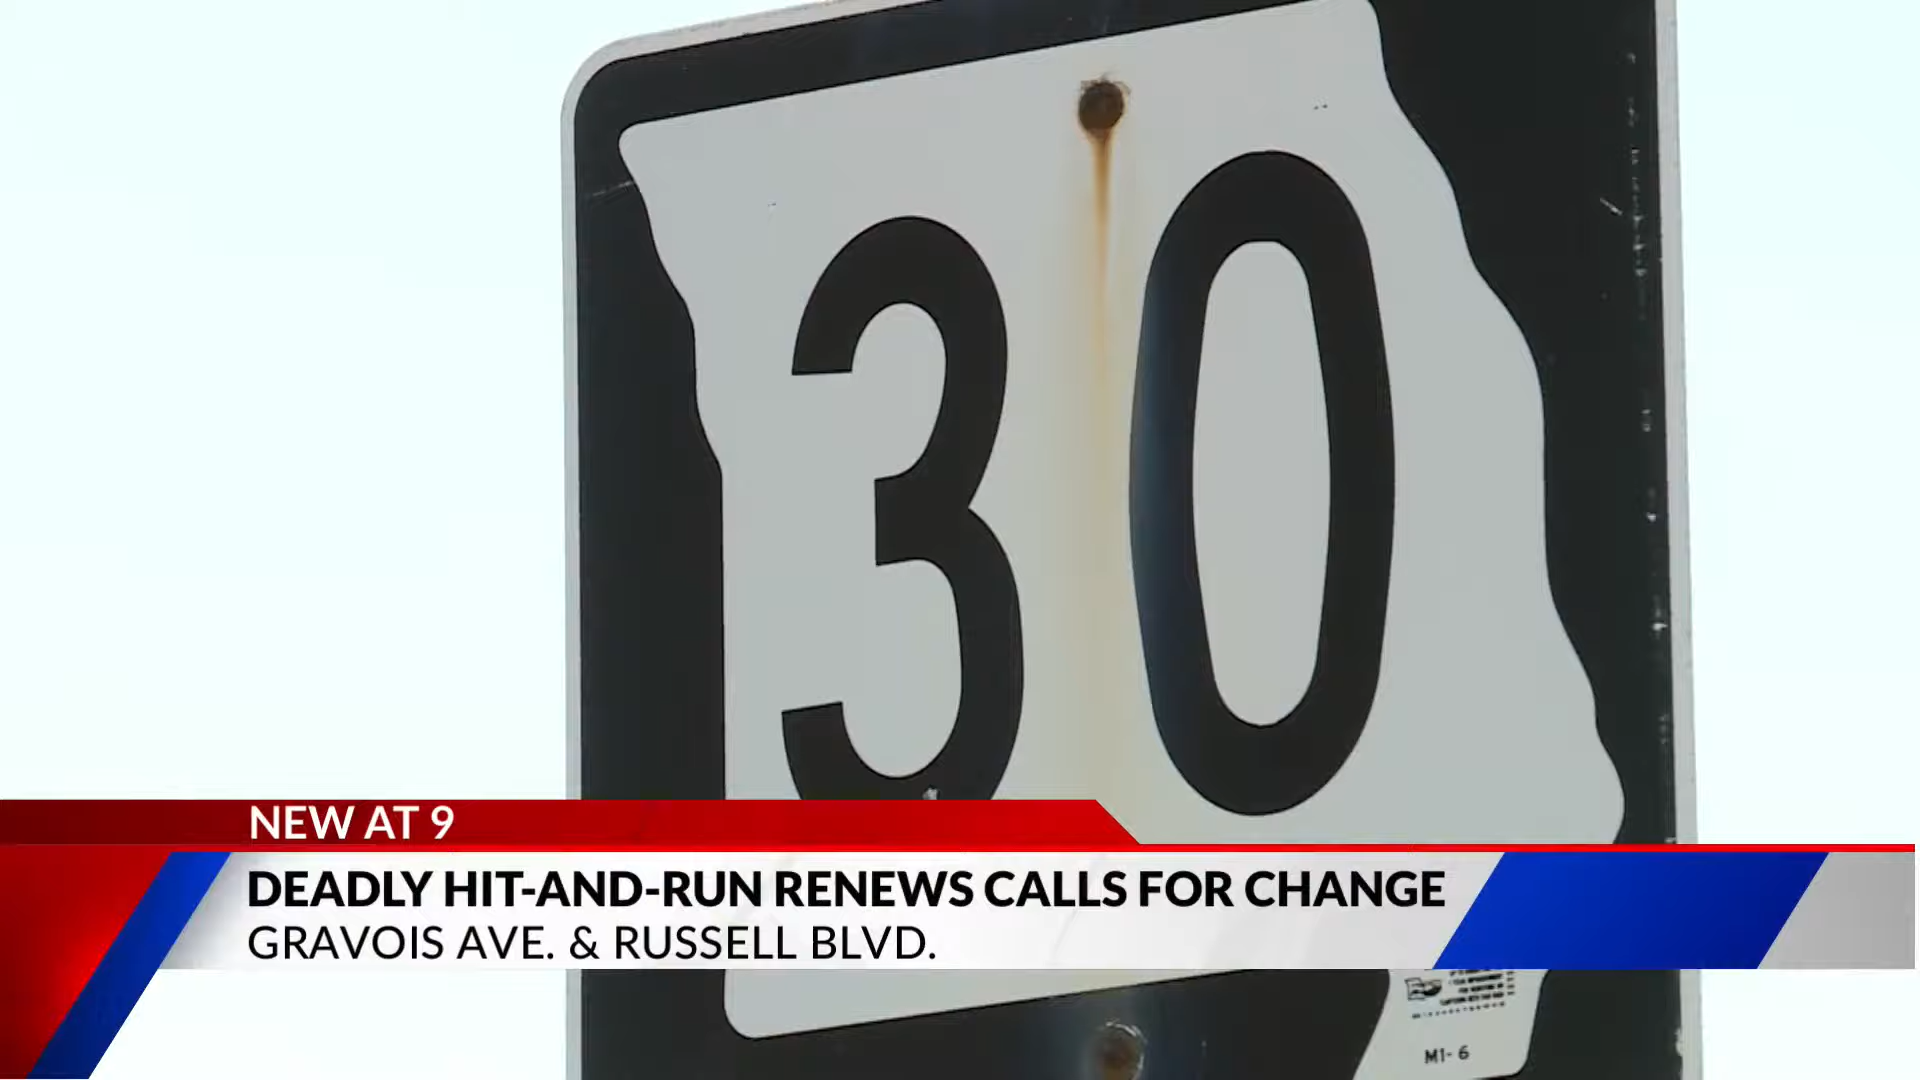 30
NEW AT 9
DEADLY HIT-AND-RUN RENEWS CALLS FOR CHANGE
GRAVOIS AVE. & RUSSELL BLVD.
M1-6